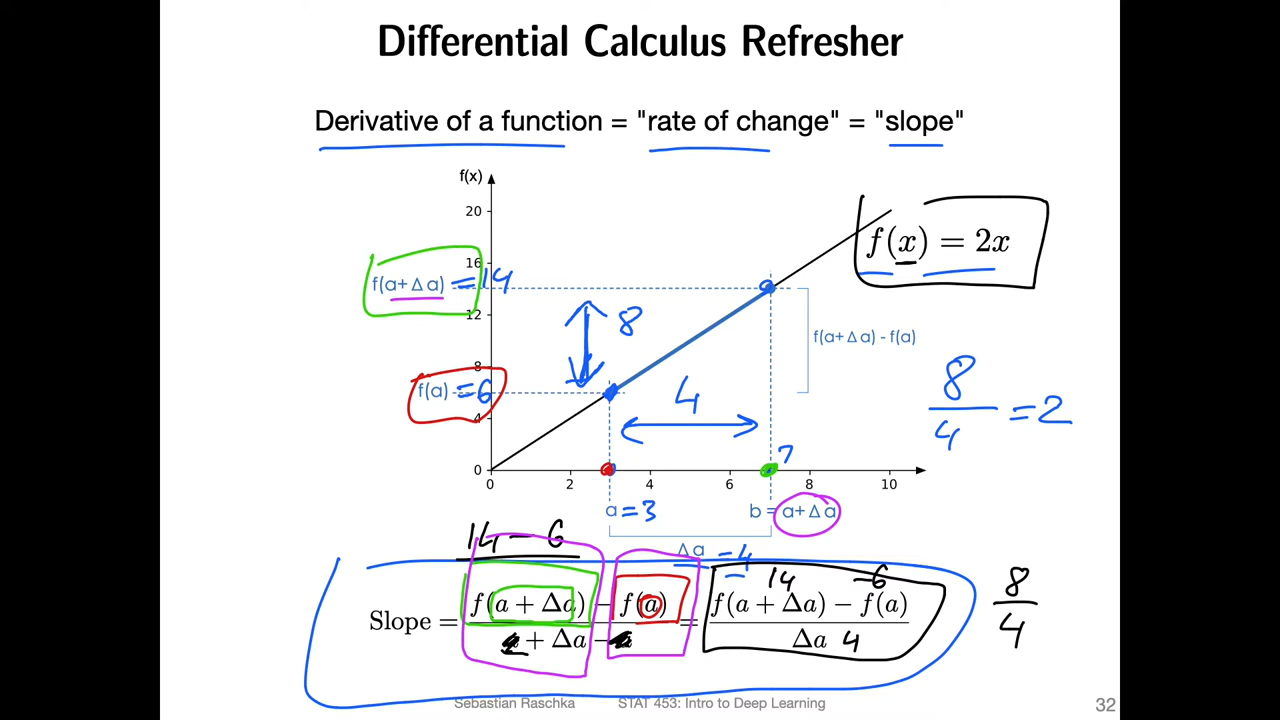 Differential Calculus Refresher
Derivative of a function = "rate of change" = "slope"
f(x)
20
f(x) = 2x
16
f(a+Δa) = 14
12
8
f(a+Δa) - f(a)
8
f(a) = 6
4
4
8/4 = 2
0
7
0 2 4 6 8 10
a = 3
b = a+Δa
14 - 6
Δa = 4
14 -6
Slope = f(a + Δa) − f(a) / a + Δa − a = f(a + Δa) − f(a) / Δa 4
8/4
Sebastian Raschka STAT 453: Intro to Deep Learning 32